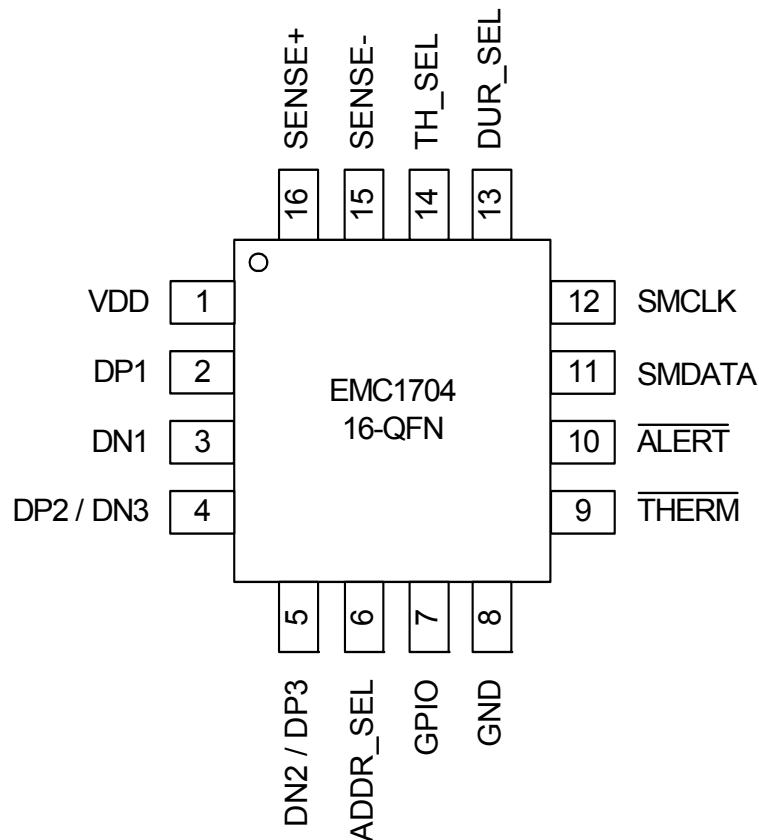 SENSE+
SENSE-
TH_SEL
DUR_SEL
16
15
14
13
VDD 1
12 SMCLK
DP1 2
11 SMDATA
EMC1704
16-QFN
DN1 3
10 ALERT
DP2 / DN3 4
9 THERM
5
6
7
8
DN2 / DP3
ADDR_SEL
GPIO
GND